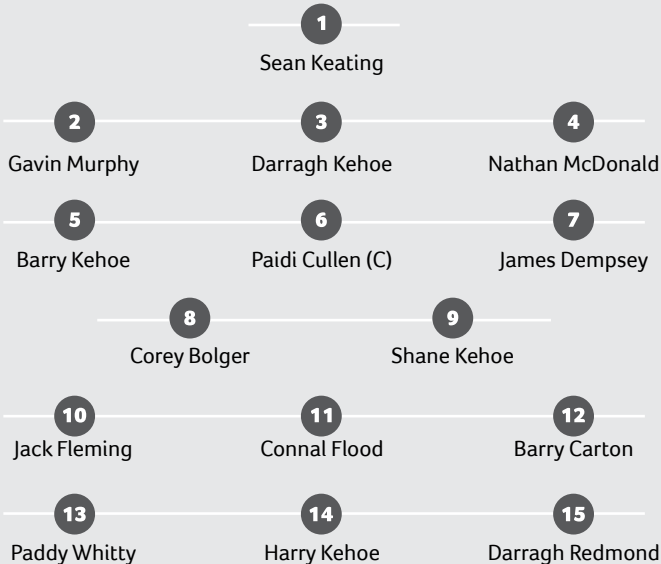 1
Sean Keating
2 3 4
Gavin Murphy Darragh Kehoe Nathan McDonald
5 6 7
Barry Kehoe Paidi Cullen (C) James Dempsey
8 9
Corey Bolger Shane Kehoe
10 11 12
Jack Fleming Connal Flood Barry Carton
13 14 15
Paddy Whitty Harry Kehoe Darragh Redmond